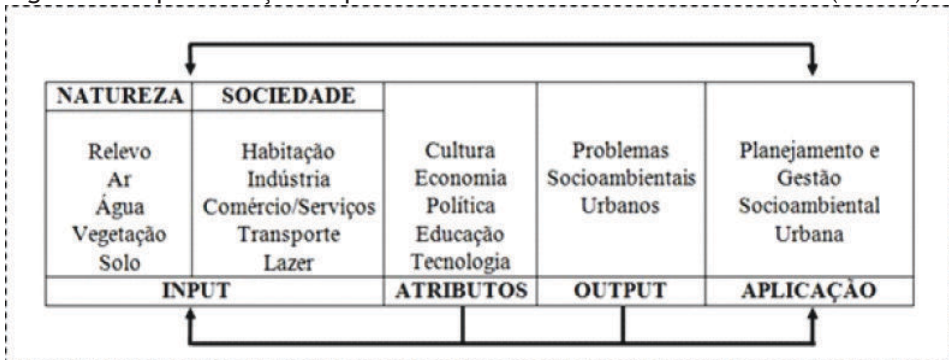 NATUREZA SOCIEDADE
Relevo
Ar
Água
Vegetação
Solo
Habitação
Indústria
Comércio/Serviços
Transporte
Lazer
Cultura
Economia
Política
Educação
Tecnologia
Problemas
Socioambientais
Urbanos
Planejamento e
Gestão
Socioambiental
Urbana
INPUT ATRIBUTOS OUTPUT APLICAÇÃO